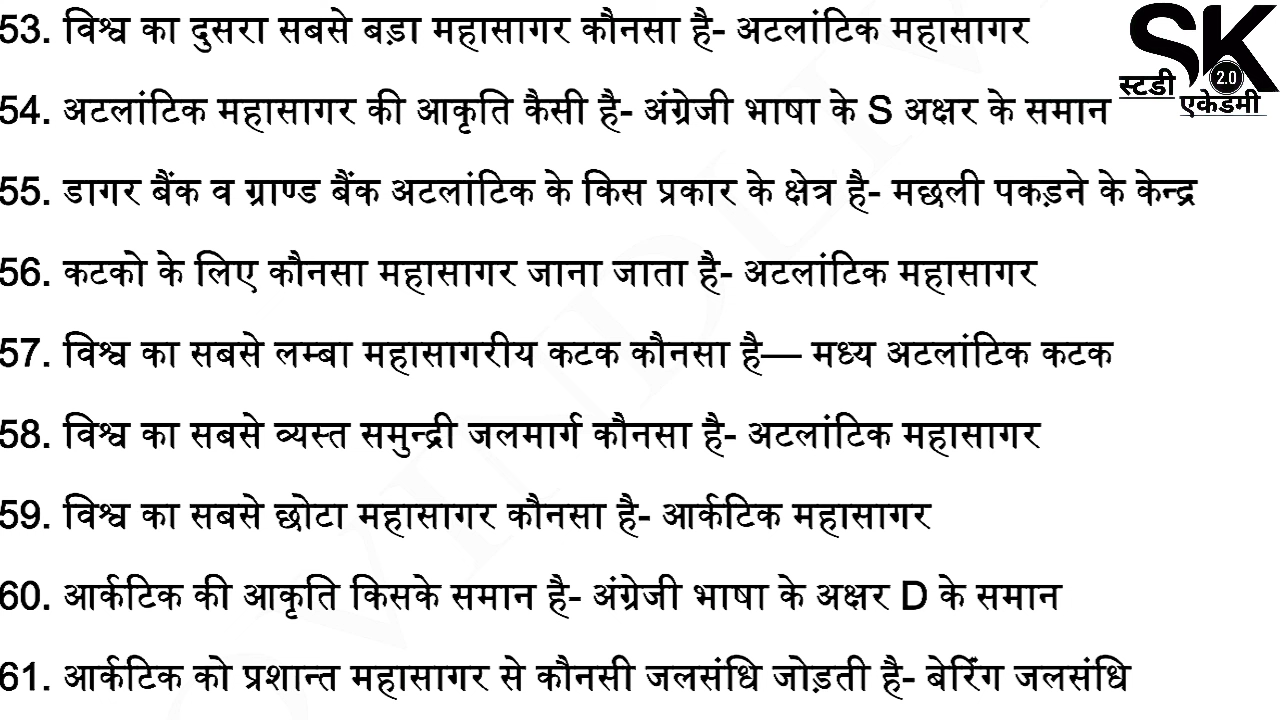 53. विश्व का दुसरा सबसे बड़ा महासागर कौनसा है- अटलांटिक महासागर
SK
2.0
स्टडी
एकेडमी
54. अटलांटिक महासागर की आकृति कैसी है- अंग्रेजी भाषा के S अक्षर के समान
55. डागर बैंक व ग्राण्ड बैंक अटलांटिक के किस प्रकार के क्षेत्र है- मछली पकड़ने के केन्द्र
56. कटको के लिए कौनसा महासागर जाना जाता है- अटलांटिक महासागर
57. विश्व का सबसे लम्बा महासागरीय कटक कौनसा है— मध्य अटलांटिक कटक
58. विश्व का सबसे व्यस्त समुन्द्री जलमार्ग कौनसा है- अटलांटिक महासागर
59. विश्व का सबसे छोटा महासागर कौनसा है- आर्कटिक महासागर
60. आर्कटिक की आकृति किसके समान है- अंग्रेजी भाषा के अक्षर D के समान
61. आर्कटिक को प्रशान्त महासागर से कौनसी जलसंधि जोड़ती है- बेरिंग जलसंधि